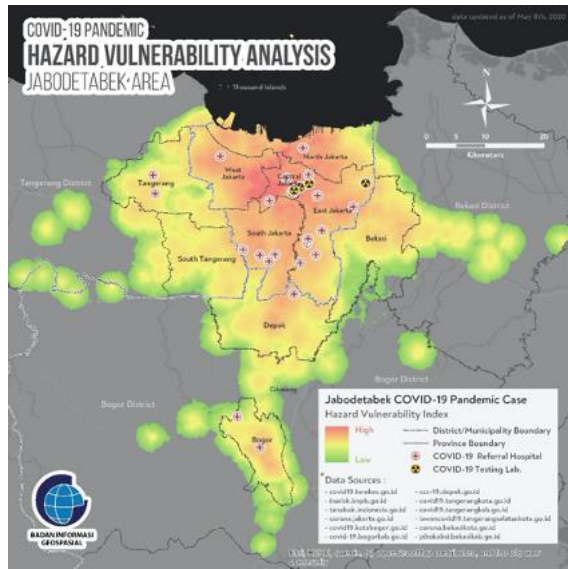 data updated as of May 8th, 2020
COVID-19 PANDEMIC
HAZARD VULNERABILITY ANALYSIS
JABODETABEK AREA
Thousand Islands
N
0 5 10 20
Kilometers
North Jakarta
West Jakarta
Central Jakarta
Tangerang
Tangerang District
East Jakarta
Bekasi District
South Jakarta
Bekasi
South Tangerang
Depok
Cibinong
Bogor District
Bogor District
Bogor
Jabodetabek COVID-19 Pandemic Case
Hazard Vulnerability Index
High
Low
District/Municipality Boundary
Province Boundary
COVID-19 Referral Hospital
COVID-19 Testing Lab.
Data Sources :
- covid19.kemkes.go.id
- inarisk.bnpb.go.id
- tanahair.indonesia.go.id
- corona.jakarta.go.id
- covid19.kotabogor.go.id
- covid-19.bogorkab.go.id
- ccc-19.depok.go.id
- covid19.tangerangkota.go.id
- covid19.tangerangkab.go.id
- lawancovid19.tangerangselatankota.go.id
- corona.bekasikota.go.id
- pikokabsi.bekasikab.go.id
BADAN INFORMASI
GEOSPASIAL
community